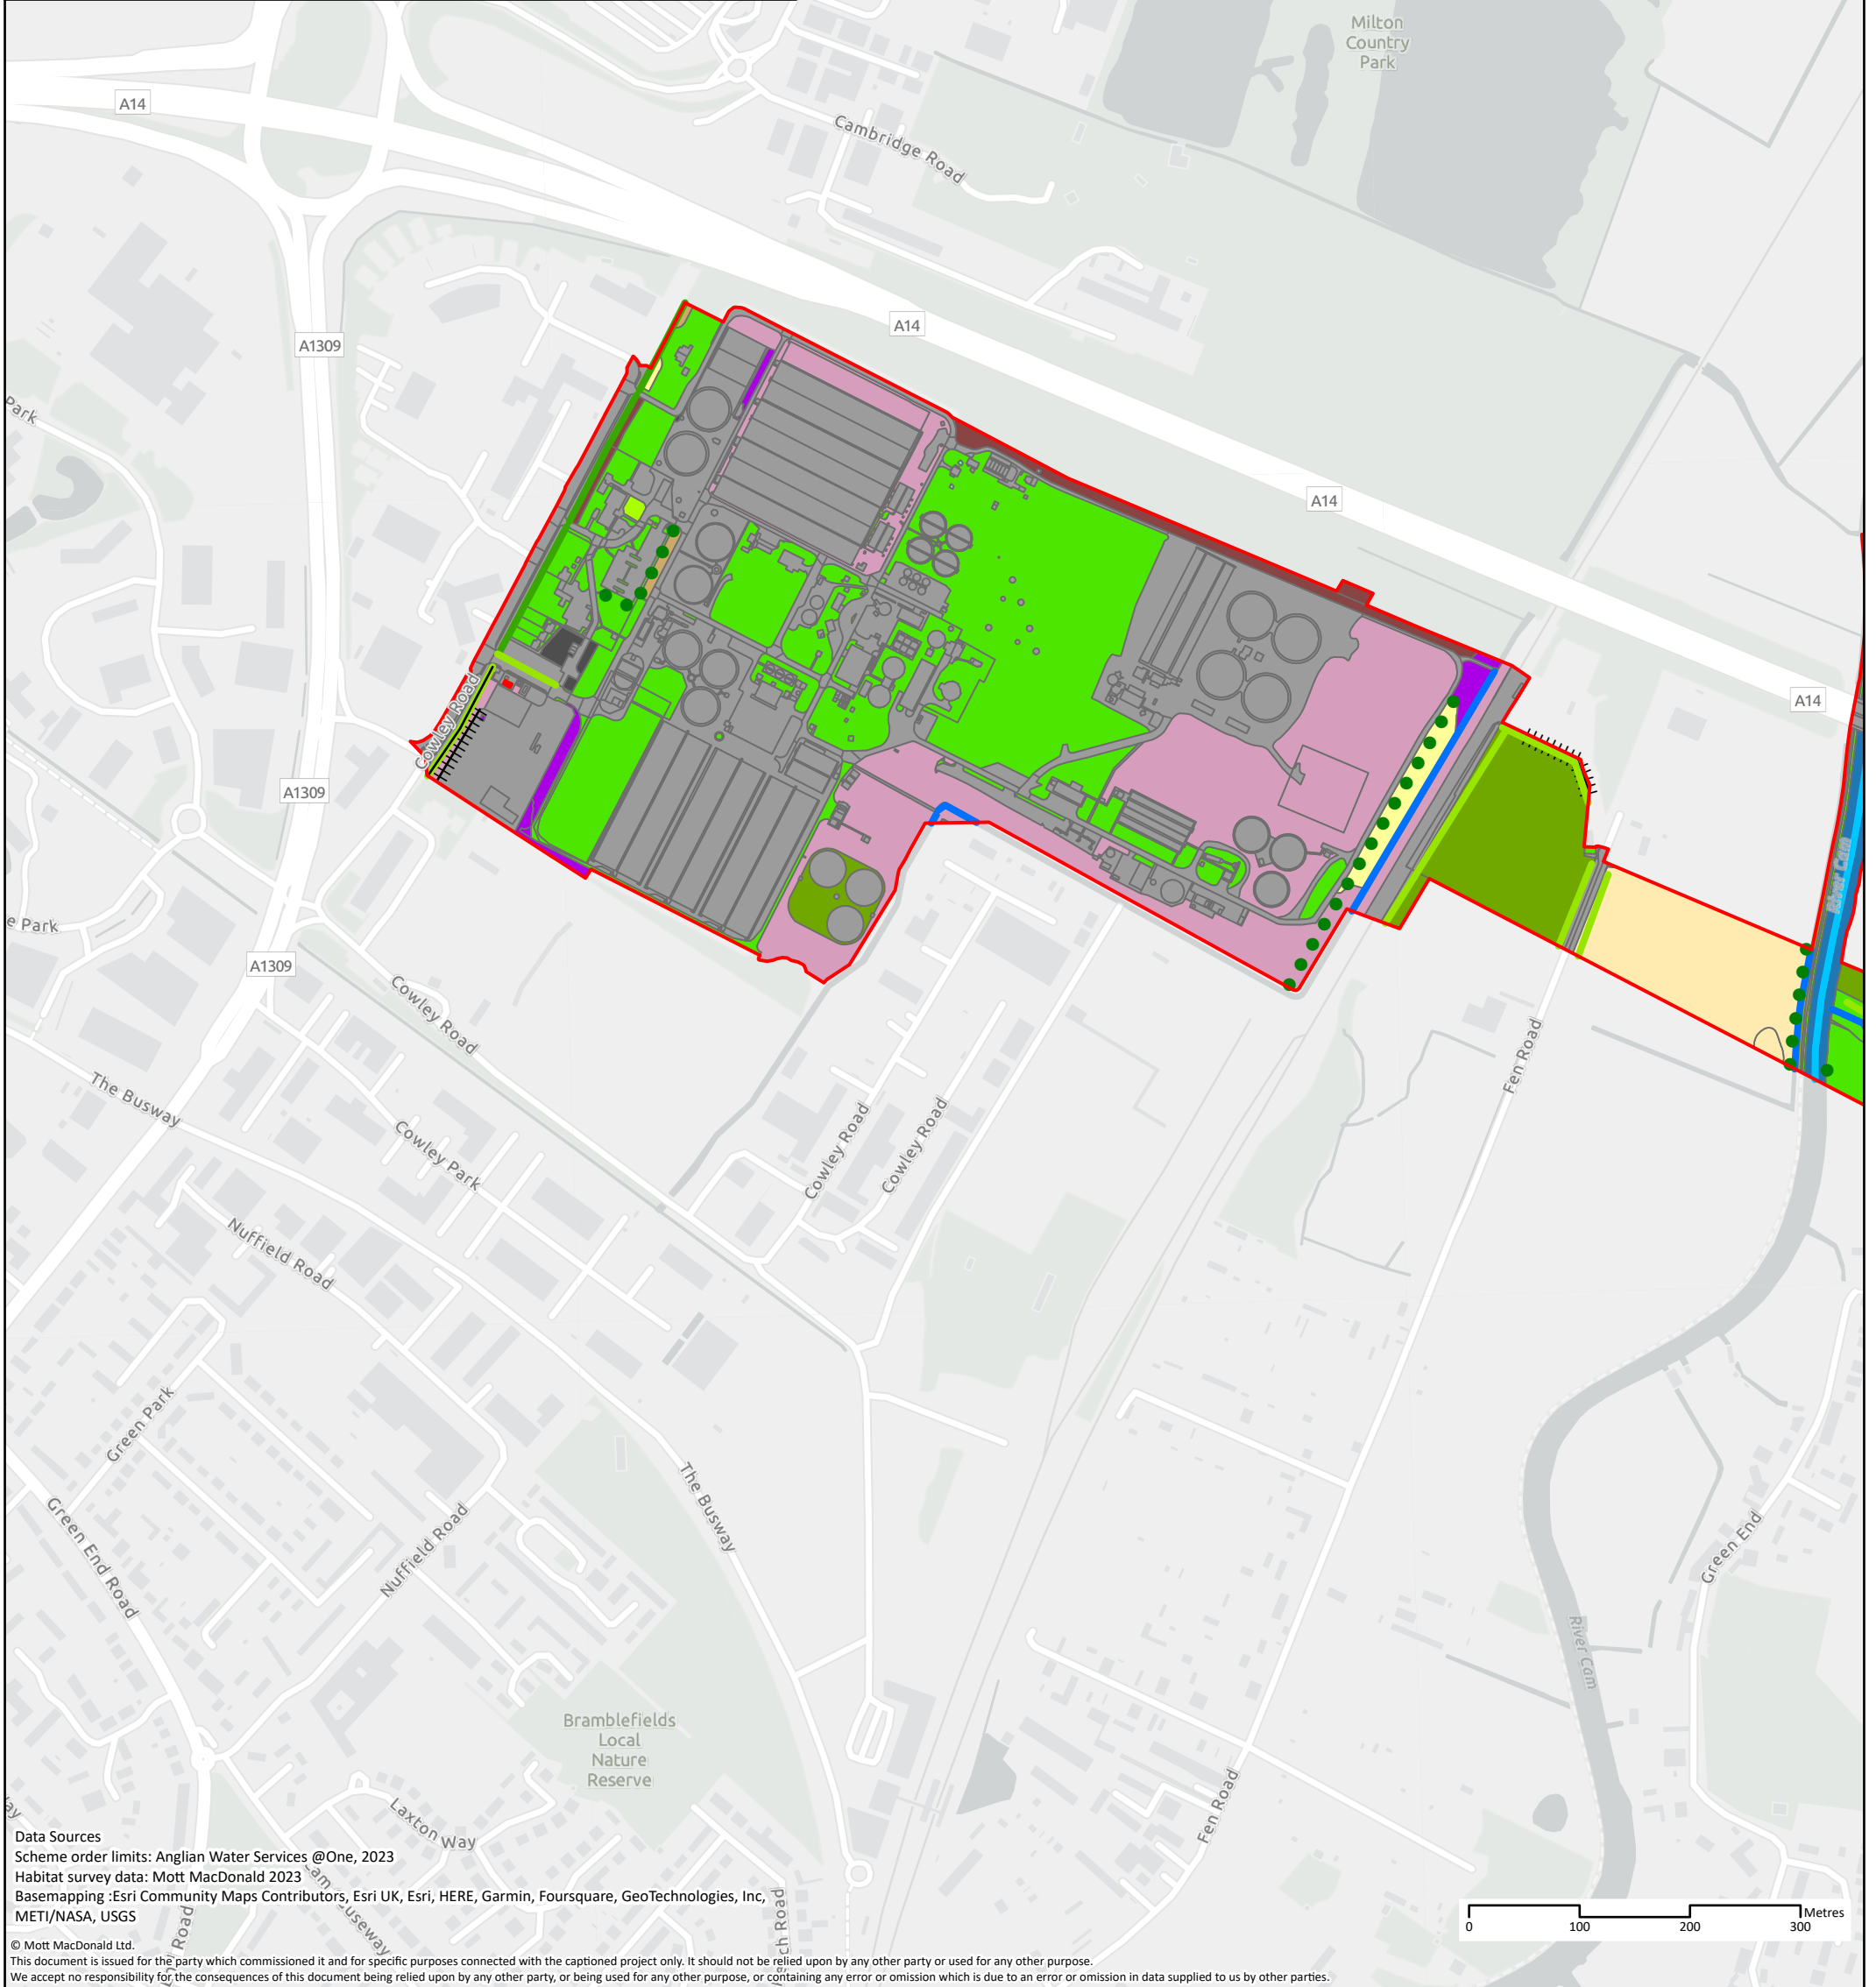 Milton
Country
Park
A14
Cambridge Road
A14
A1309
Park
A14
Cowley Road
A14
A1309
River Cam
e Park
A1309
Cowley Road
Fen Road
The Busway
Cowley Park
Cowley Road
Cowley Road
Nuffield Road
Green Park
The Busway
Green End Road
Nuffield Road
Green End
River Cam
Bramblefields
Local
Nature
Reserve
Laxton Way
Fen Road
Data Sources
Scheme order limits: Anglian Water Services @One, 2023
Habitat survey data: Mott MacDonald 2023
Basemapping :Esri Community Maps Contributors, Esri UK, Esri, HERE, Garmin, Foursquare, GeoTechnologies, Inc,
METI/NASA, USGS
Road
Road
Metres
0 100 200 300
© Mott MacDonald Ltd.
This document is issued for the party which commissioned it and for specific purposes connected with the captioned project only. It should not be relied upon by any other party or used for any other purpose.
We accept no responsibility for the consequences of this document being relied upon by any other party, or being used for any other purpose, or containing any error or omission which is due to an error or omission in data supplied to us by other parties.